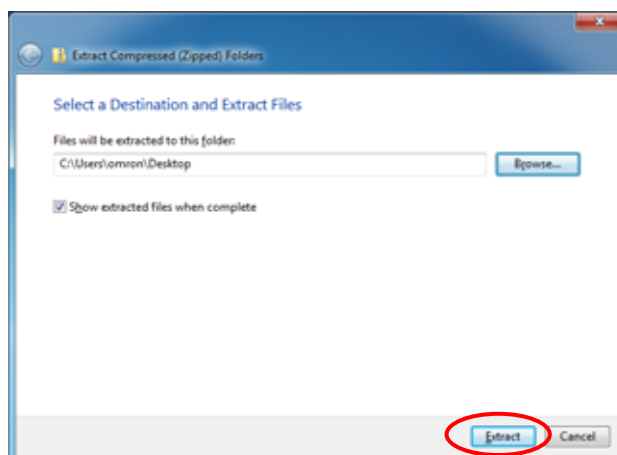 Extract Compressed (Zipped) Folders
Select a Destination and Extract Files
Files will be extracted to this folder:
C:\Users\omron\Desktop
Browse...
Show extracted files when complete
Extract
Cancel